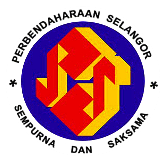 PERBENDAHARAAN SELANGOR
* SEMPURNA DAN SAKSAMA *